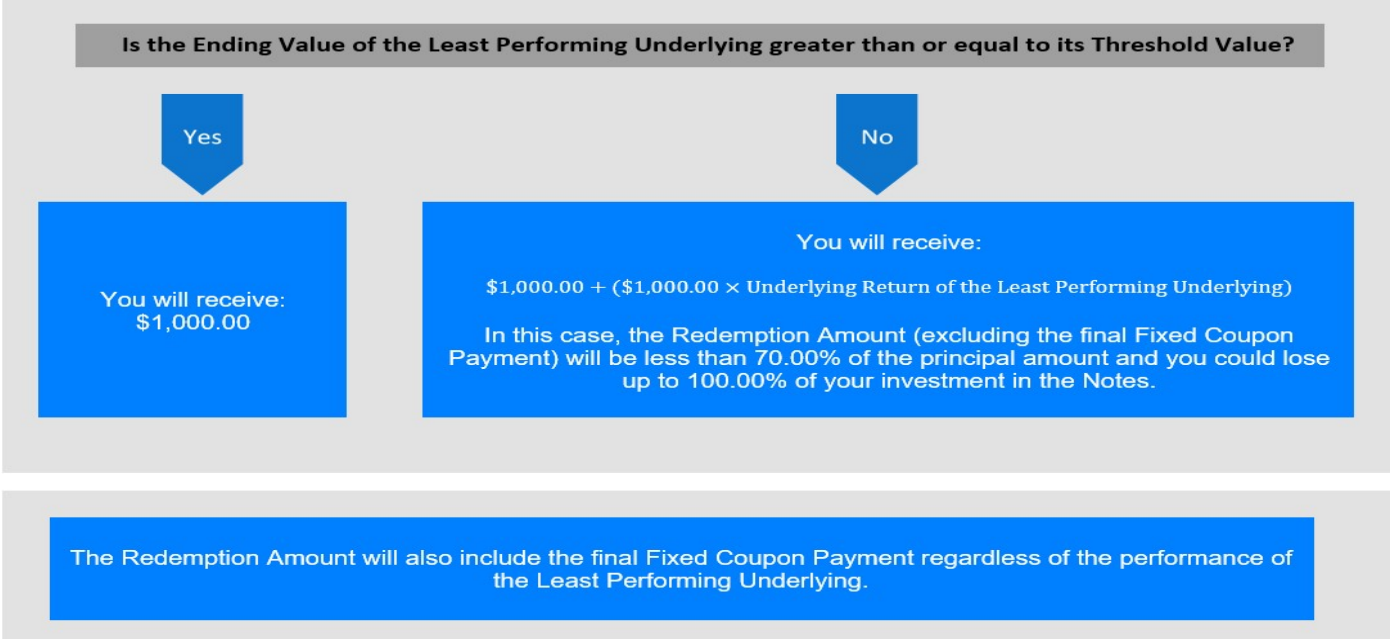 Is the Ending Value of the Least Performing Underlying greater than or equal to its Threshold Value?
Yes
No
You will receive:
$1,000.00
You will receive:
$1,000.00 + ($1,000.00 × Underlying Return of the Least Performing Underlying)
In this case, the Redemption Amount (excluding the final Fixed Coupon
Payment) will be less than 70.00% of the principal amount and you could lose
up to 100.00% of your investment in the Notes.
The Redemption Amount will also include the final Fixed Coupon Payment regardless of the performance of
the Least Performing Underlying.